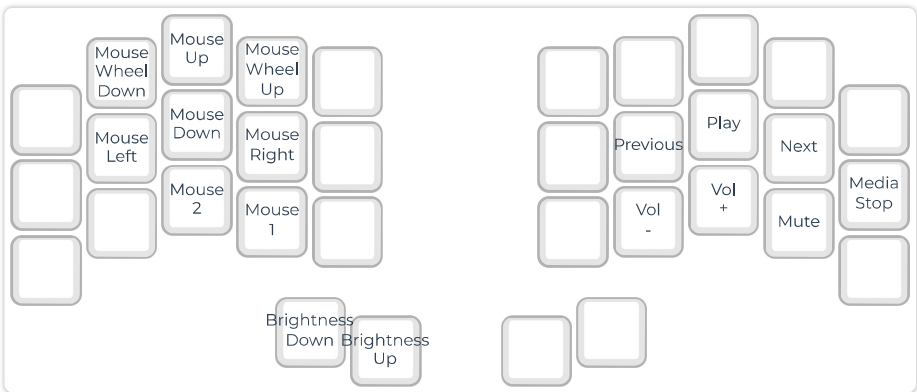 Mouse
Wheel
Down
Mouse
Up
Mouse
Wheel
Up
Mouse
Left
Mouse
Down
Mouse
Right
Mouse
2
Mouse
1
Previous
Play
Next
Media
Stop
Vol
-
Vol
+
Mute
Brightness
Down
Brightness
Up